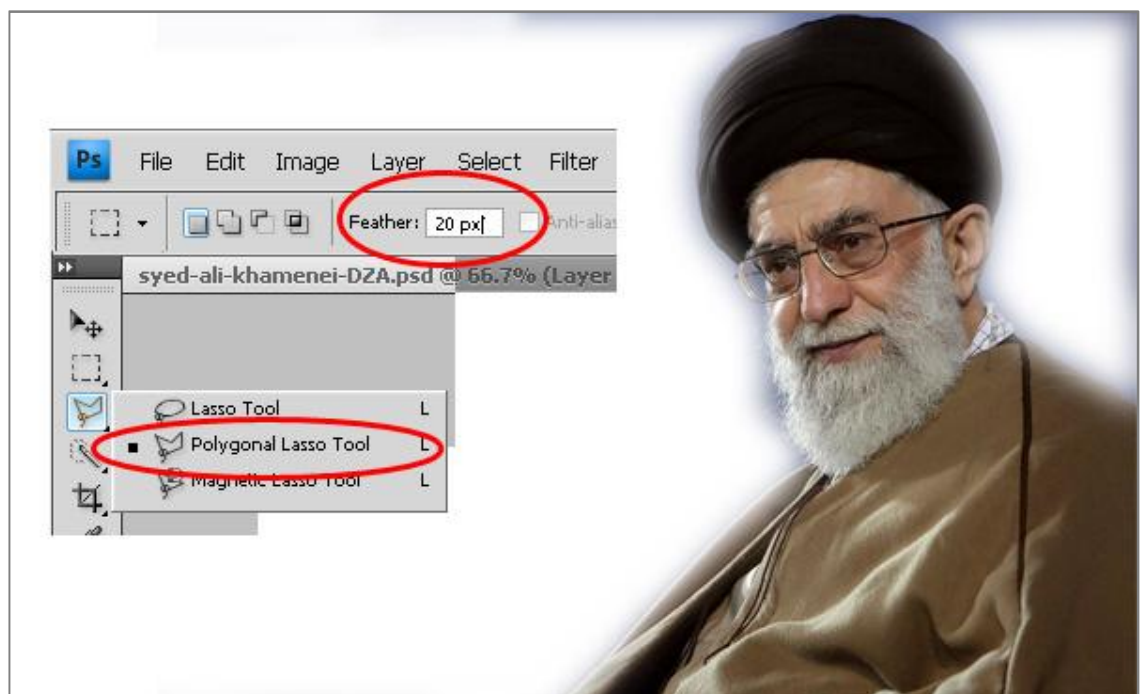 Ps File Edit Image Layer Select Filter
Feather: 20 px Anti-alias
syed-ali-khamenei-DZA.psd @ 66.7% (Layer
Lasso Tool L
Polygonal Lasso Tool L
Magnetic Lasso Tool L